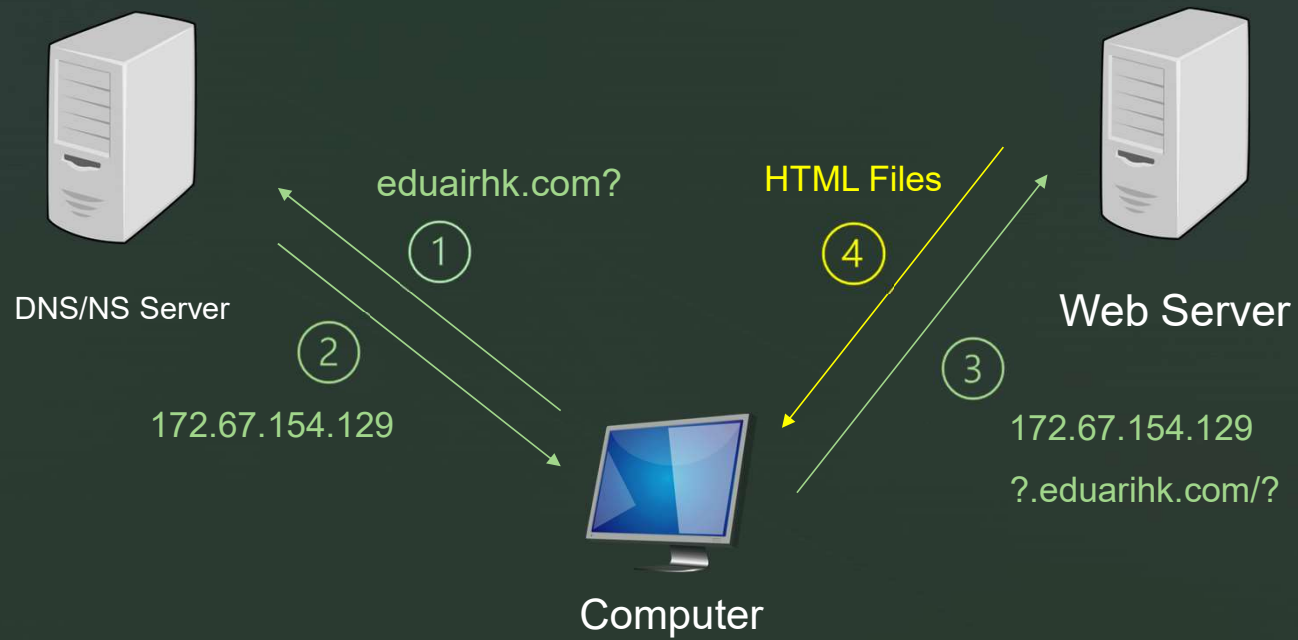 eduairhk.com?
HTML Files
1
4
DNS/NS Server
Web Server
2
3
172.67.154.129
172.67.154.129
?.eduarihk.com/?
Computer